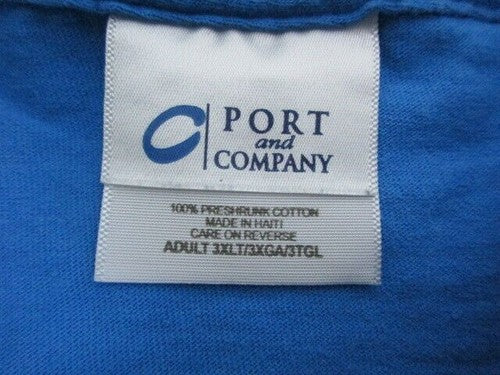 PORT
and
COMPANY
100% PRESHRUNK COTTON
MADE IN HAITI
CARE ON REVERSE
ADULT 3XLT/3XGA/3TGL